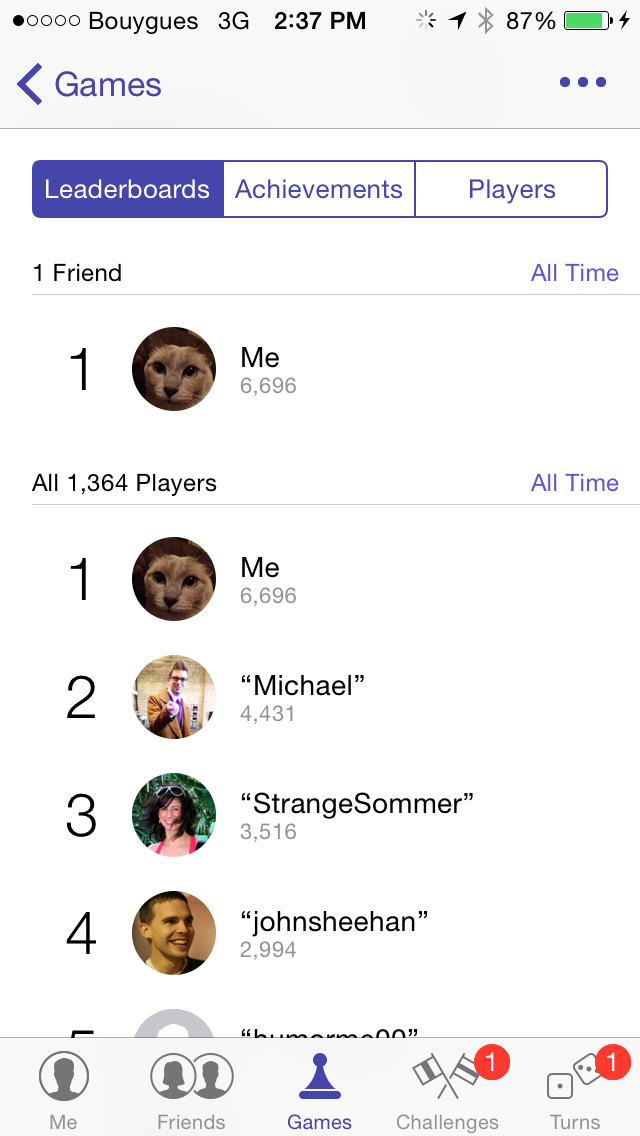 Bouygues 3G 2:37 PM 87%
Games
Leaderboards Achievements Players
1 Friend All Time
1 Me
6,696
All 1,364 Players All Time
1 Me
6,696
2 “Michael”
4,431
3 “StrangeSommer”
3,516
4 “johnsheehan”
2,994
1 1
Me Friends Games Challenges Turns